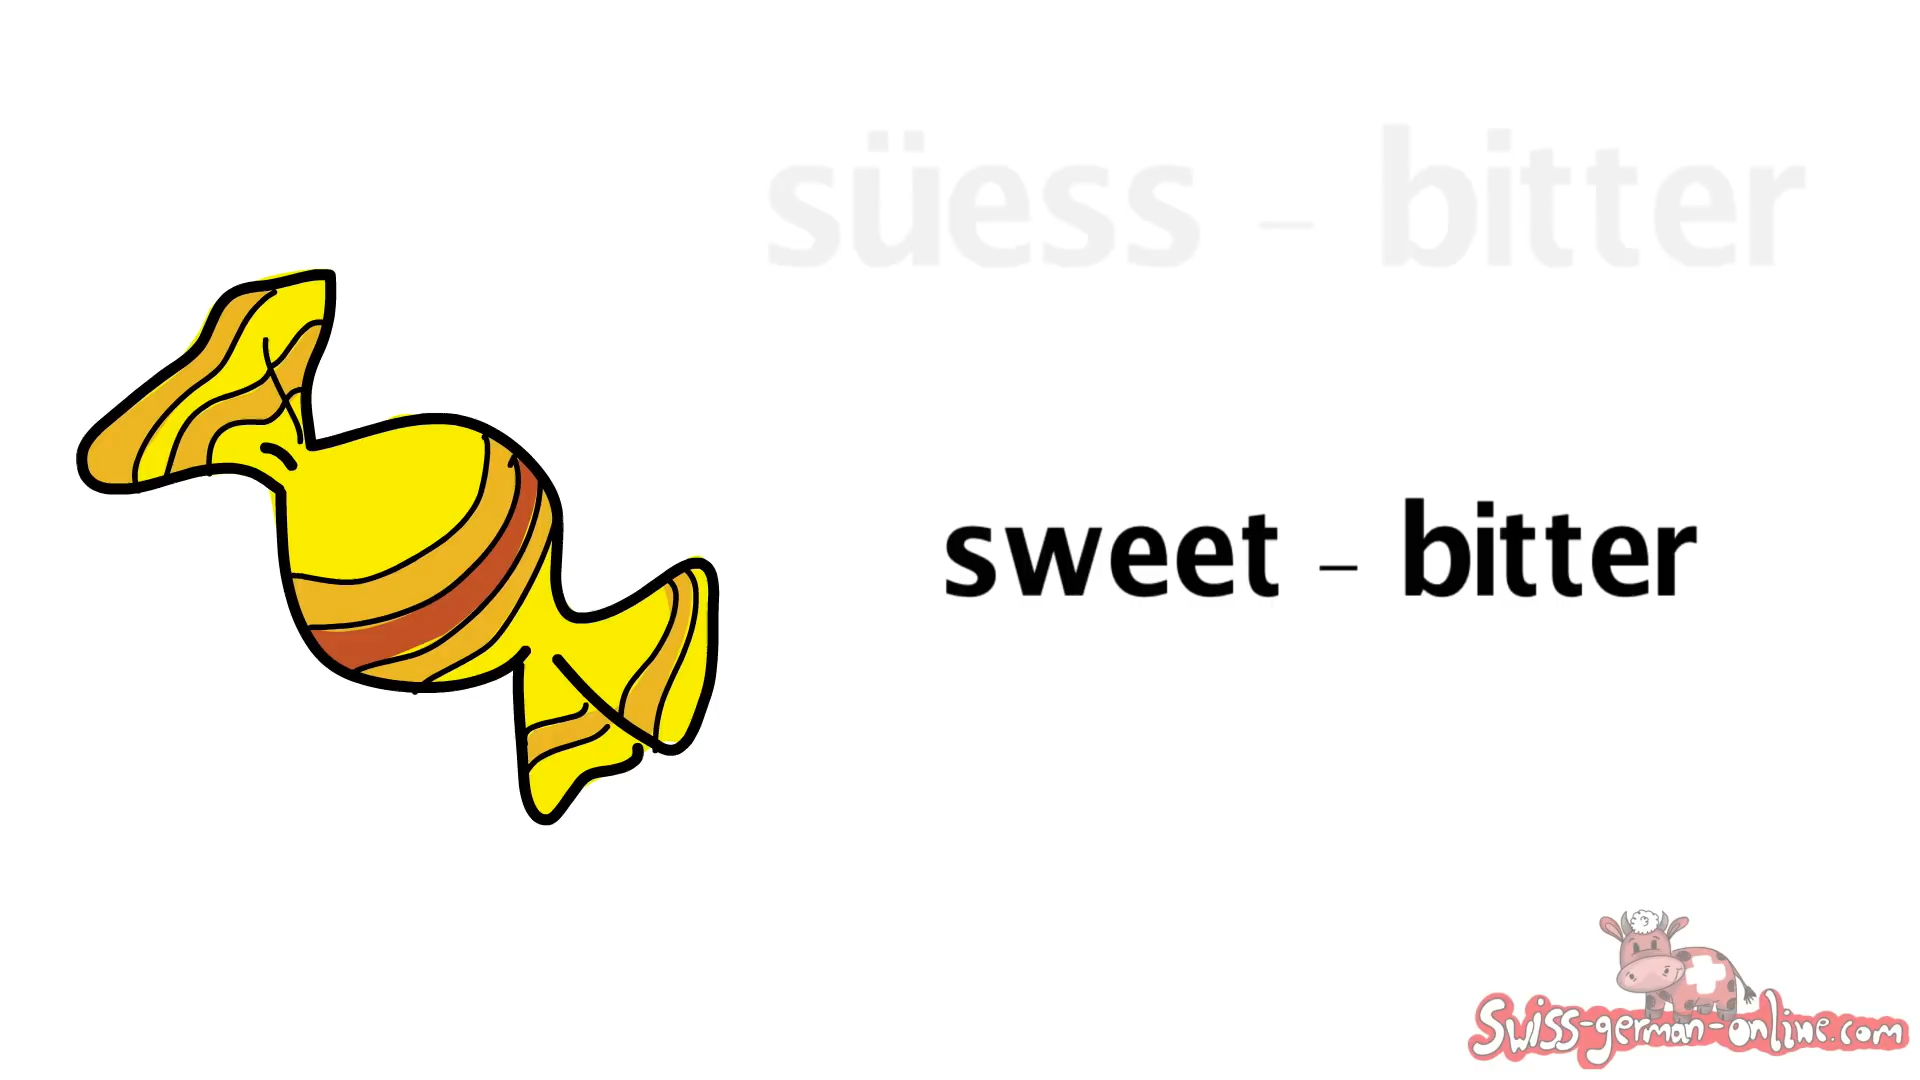 süess – bitter
sweet – bitter
Swiss-german-online.com